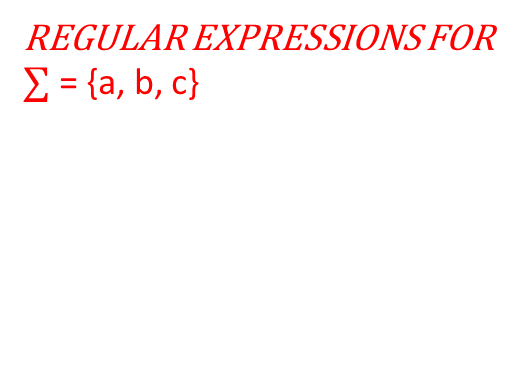 REGULAR EXPRESSIONS FOR
∑ = {a, b, c}